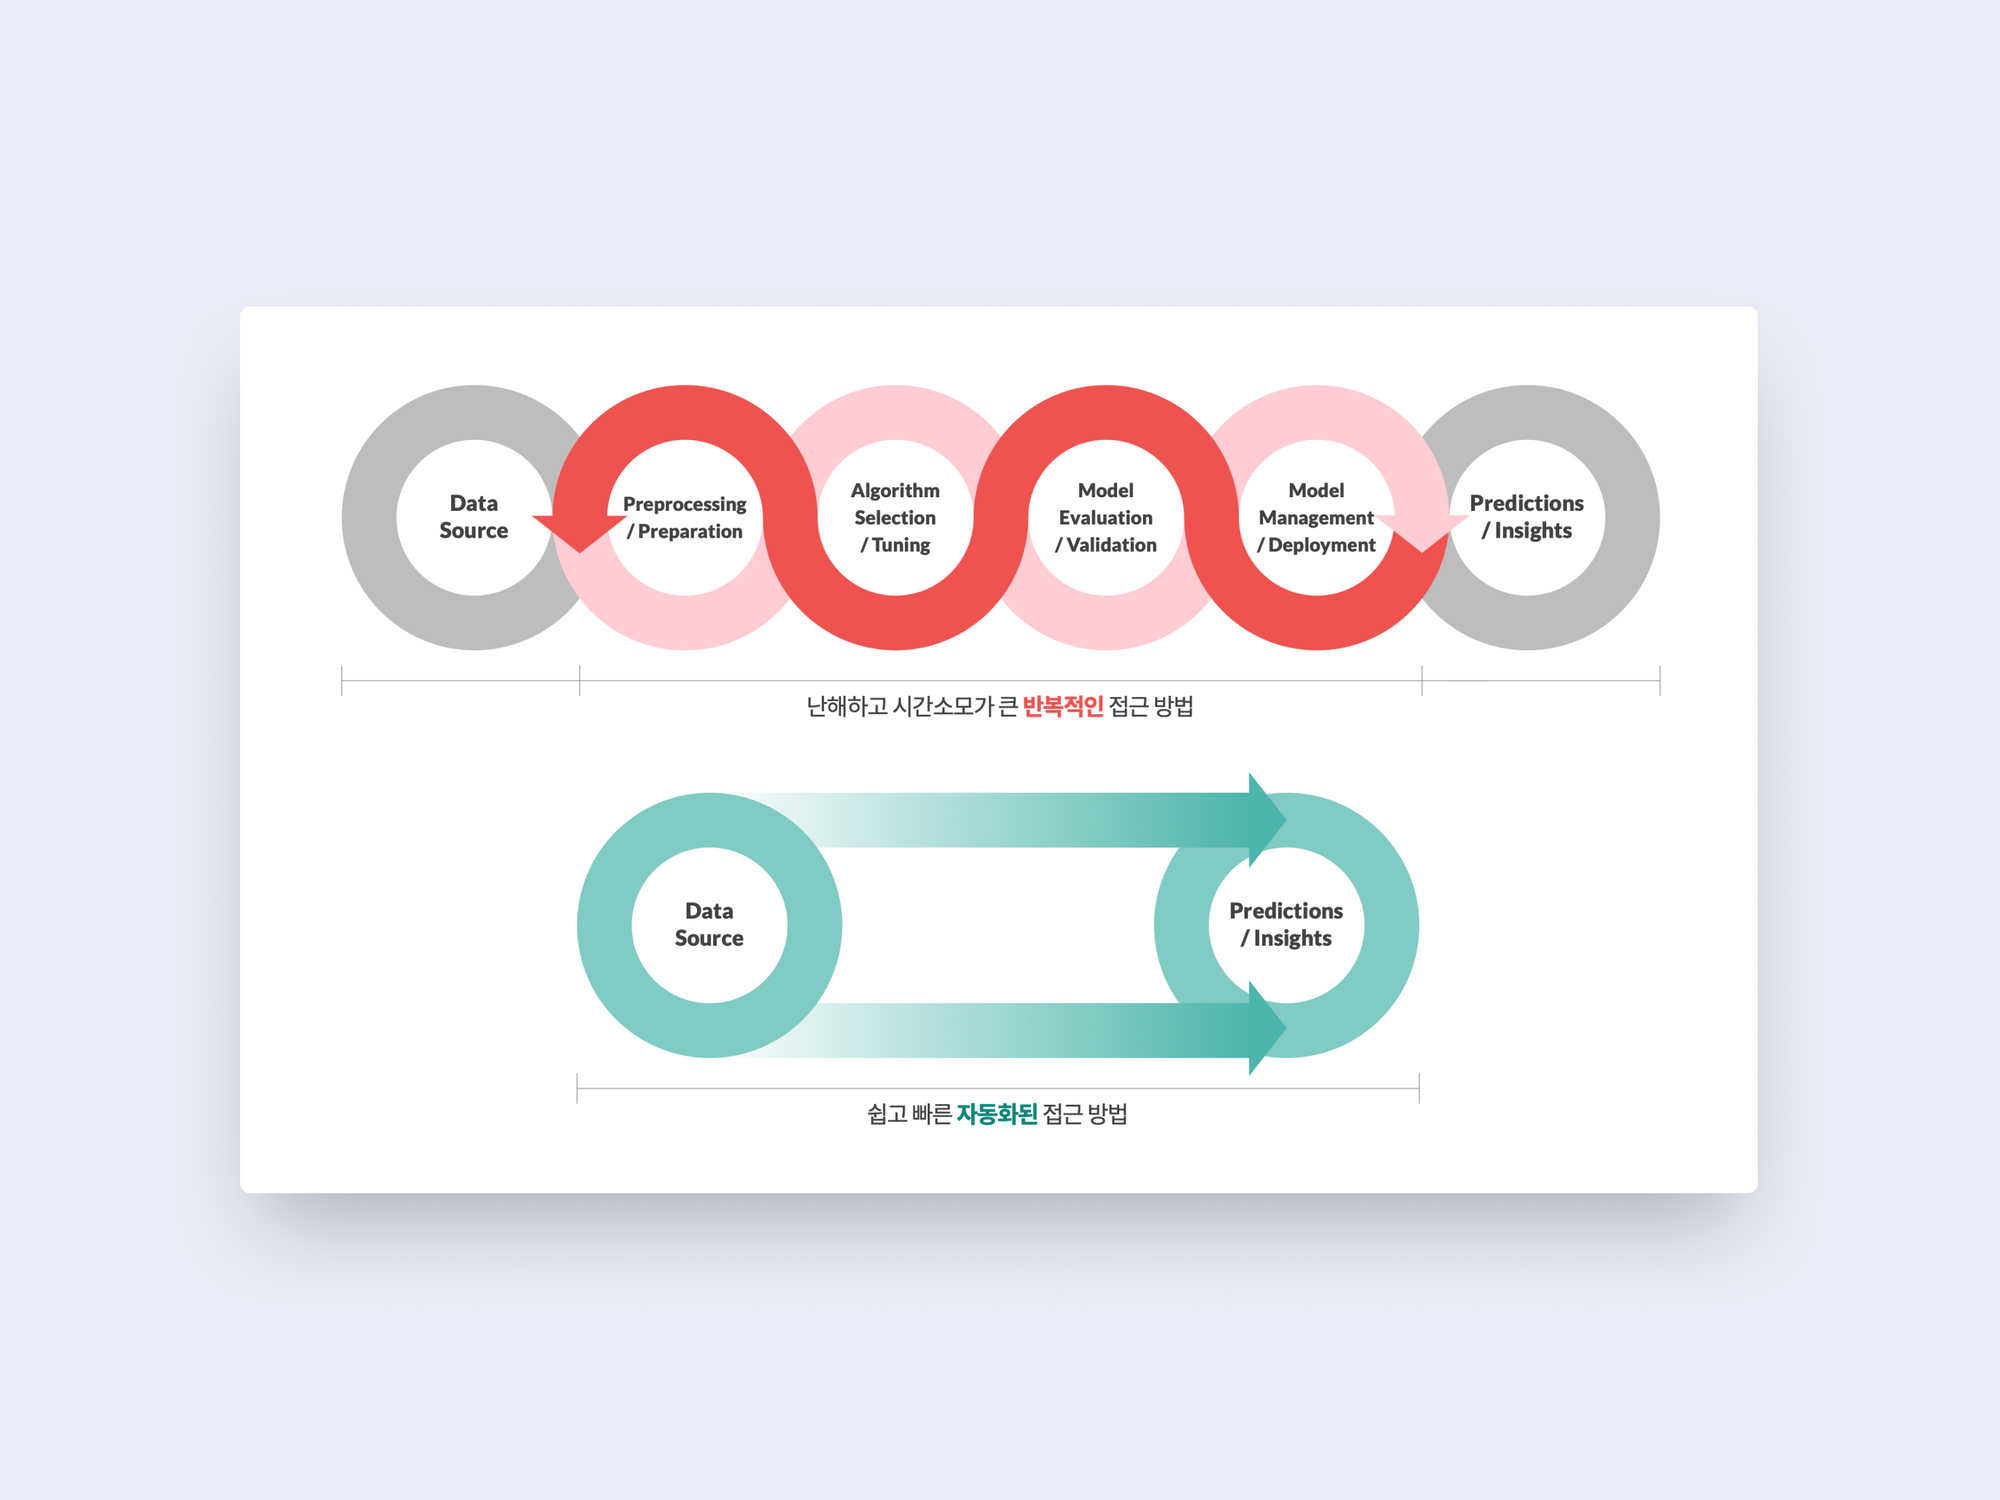 Data
Source
Preprocessing
/ Preparation
Algorithm
Selection
/ Tuning
Model
Evaluation
/ Validation
Model
Management
/ Deployment
Predictions
/ Insights
난해하고 시간소모가 큰 반복적인 접근 방법
Data
Source
Predictions
/ Insights
쉽고 빠른 자동화된 접근 방법